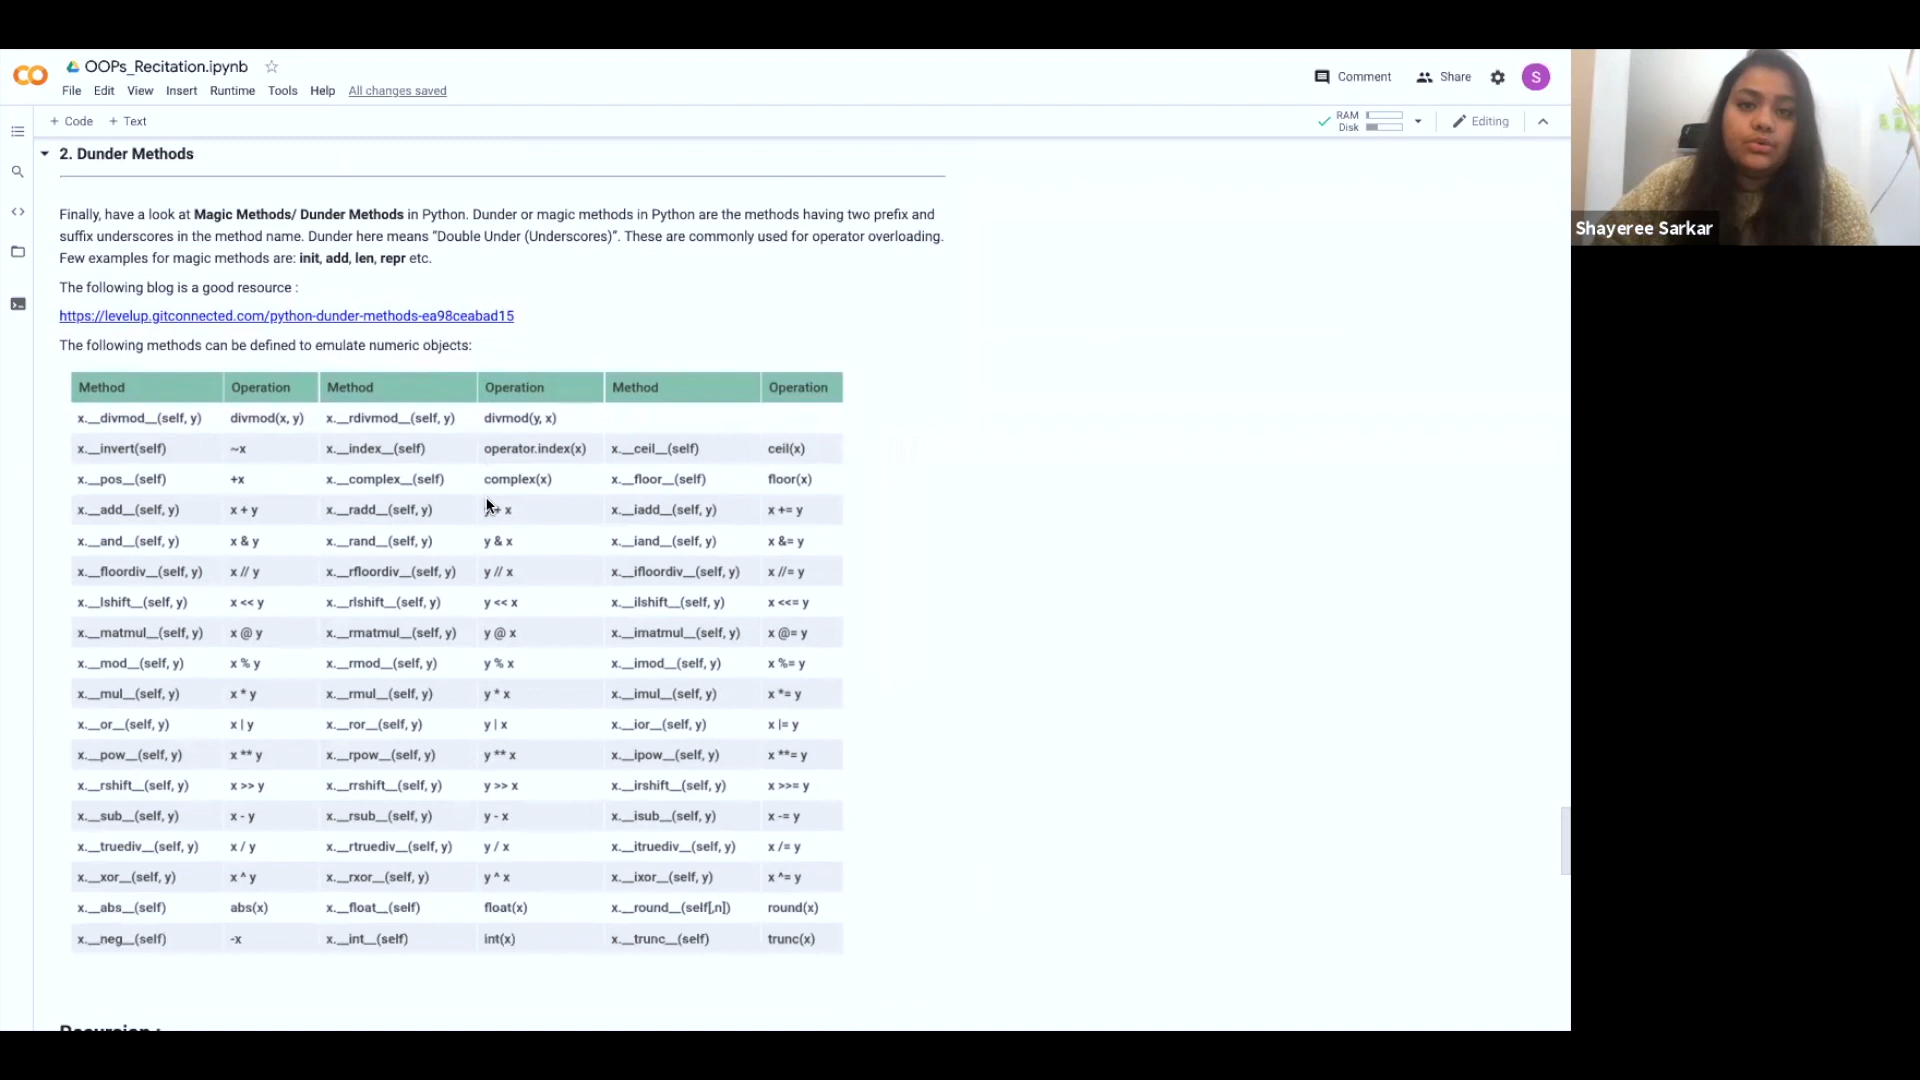 OOPs_Recitation.ipynb
File Edit View Insert Runtime Tools Help All changes saved
Comment Share S
+ Code + Text
RAM
Disk
Editing
2. Dunder Methods
Finally, have a look at Magic Methods/ Dunder Methods in Python. Dunder or magic methods in Python are the methods having two prefix and
suffix underscores in the method name. Dunder here means “Double Under (Underscores)”. These are commonly used for operator overloading.
Few examples for magic methods are: init, add, len, repr etc.
The following blog is a good resource :
https://levelup.gitconnected.com/python-dunder-methods-ea98ceabad15
The following methods can be defined to emulate numeric objects:
Method Operation Method Operation Method Operation
x.__divmod__(self, y) divmod(x, y) x.__rdivmod__(self, y) divmod(y, x)
x.__invert(self) ~x x.__index__(self) operator.index(x) x.__ceil__(self) ceil(x)
x.__pos__(self) +x x.__complex__(self) complex(x) x.__floor__(self) floor(x)
x.__add__(self, y) x + y x.__radd__(self, y) + x x.__iadd__(self, y) x += y
x.__and__(self, y) x & y x.__rand__(self, y) y & x x.__iand__(self, y) x &= y
x.__floordiv__(self, y) x // y x.__rfloordiv__(self, y) y // x x.__ifloordiv__(self, y) x //= y
x.__lshift__(self, y) x << y x.__rlshift__(self, y) y << x x.__ilshift__(self, y) x <<= y
x.__matmul__(self, y) x @ y x.__rmatmul__(self, y) y @ x x.__imatmul__(self, y) x @= y
x.__mod__(self, y) x % y x.__rmod__(self, y) y % x x.__imod__(self, y) x %= y
x.__mul__(self, y) x * y x.__rmul__(self, y) y * x x.__imul__(self, y) x *= y
x.__or__(self, y) x | y x.__ror__(self, y) y | x x.__ior__(self, y) x |= y
x.__pow__(self, y) x ** y x.__rpow__(self, y) y ** x x.__ipow__(self, y) x **= y
x.__rshift__(self, y) x >> y x.__rrshift__(self, y) y >> x x.__irshift__(self, y) x >>= y
x.__sub__(self, y) x - y x.__rsub__(self, y) y - x x.__isub__(self, y) x -= y
x.__truediv__(self, y) x / y x.__rtruediv__(self, y) y / x x.__itruediv__(self, y) x /= y
x.__xor__(self, y) x ^ y x.__rxor__(self, y) y ^ x x.__ixor__(self, y) x ^= y
x.__abs__(self) abs(x) x.__float__(self) float(x) x.__round__(self[,n]) round(x)
x.__neg__(self) -x x.__int__(self) int(x) x.__trunc__(self) trunc(x)
Recursion :
Shayeree Sarkar